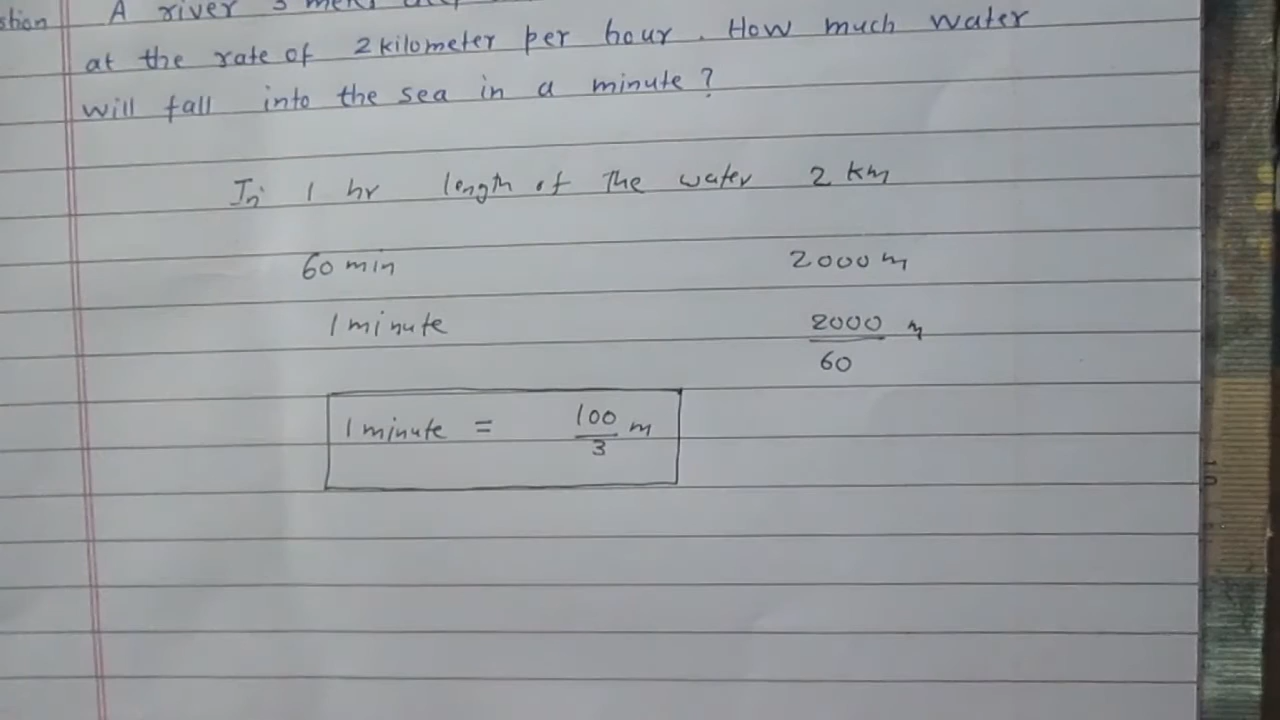 stion A river 3
at the rate of 2 kilometer per hour. How much water
will fall into the sea in a minute?
In 1 hr length of the water 2 km
60 min 2000 m
1 minute 2000 m
60
1 minute = 100 m
3